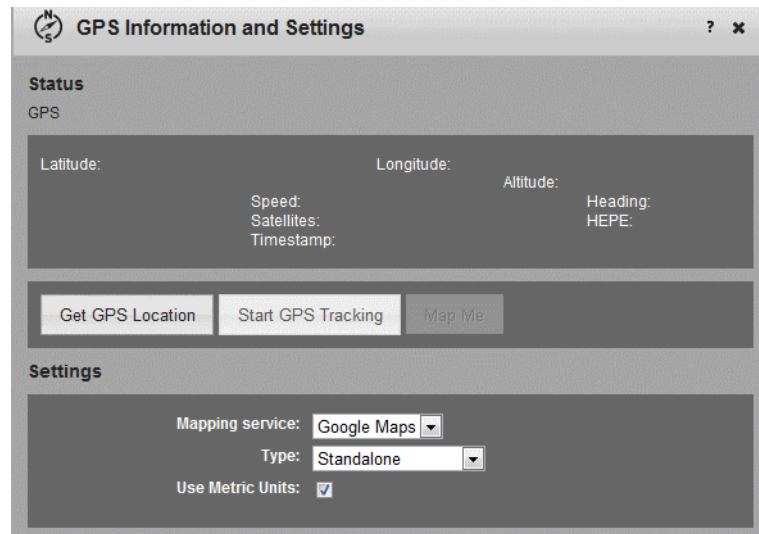 N
S
GPS Information and Settings ? ✖
Status
GPS
Latitude: Longitude:
Altitude:
Speed: Heading:
Satellites: HEPE:
Timestamp:
Get GPS Location Start GPS Tracking Map Me
Settings
Mapping service: Google Maps
Type: Standalone
Use Metric Units: